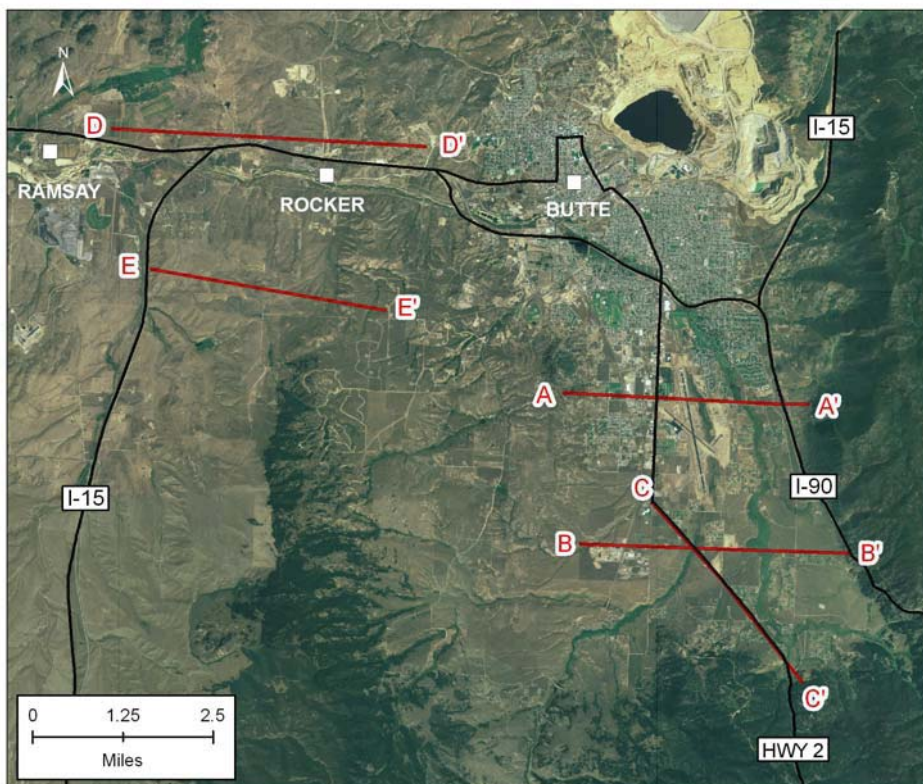 N
I-15
D
D'
RAMSAY
ROCKER
BUTTE
E
E'
A
A'
I-15
C
I-90
B
B'
C'
0 1.25 2.5
Miles
HWY 2